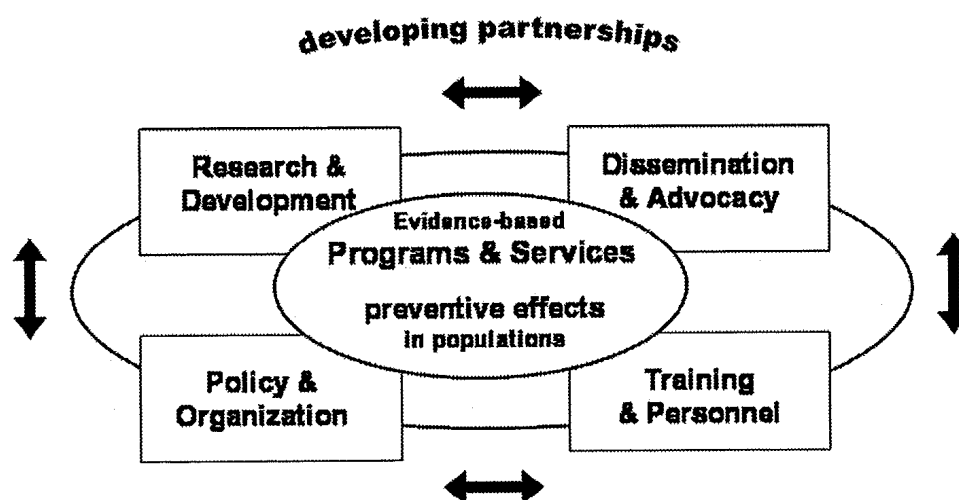 developing partnerships
Research &
Development
Dissemination
& Advocacy
Evidence-based
Programs & Services
preventive effects
in populations
Policy &
Organization
Training
& Personnel